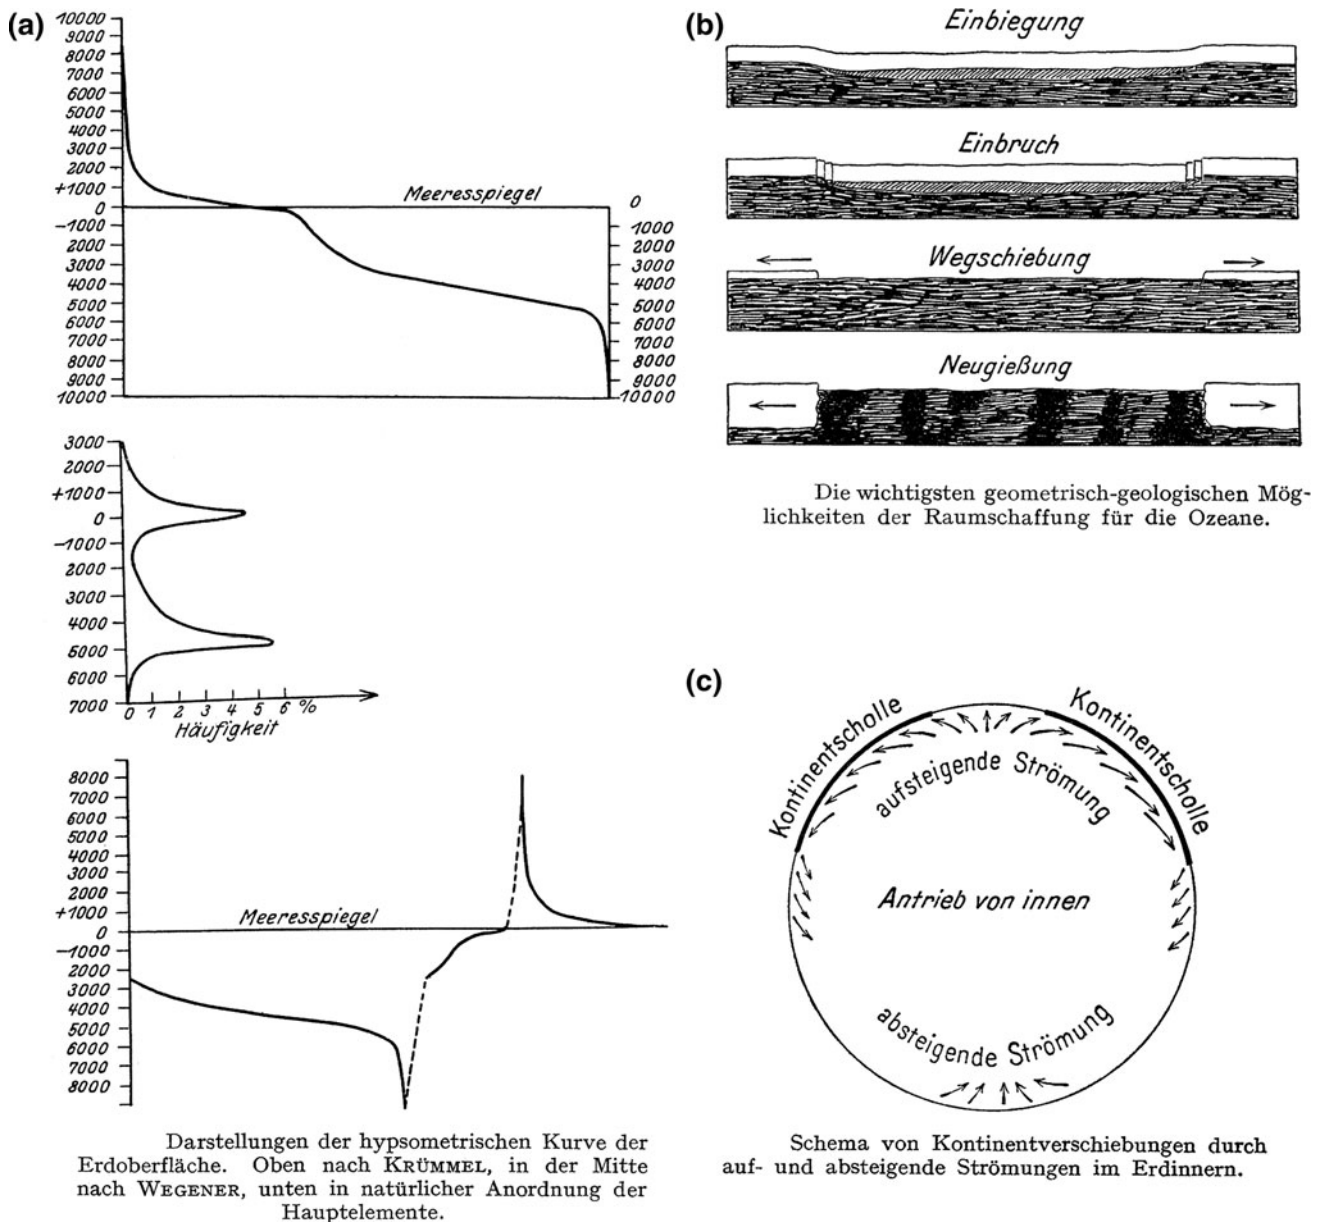 (a)
10000
9000
8000
7000
6000
5000
4000
3000
2000
+1000
0
−1000
2000
3000
4000
5000
6000
7000
8000
9000
10000
Meeresspiegel
0
1000
2000
3000
4000
5000
6000
7000
8000
9000
10000
3000
2000
+1000
0
−1000
2000
3000
4000
5000
6000
7000
0 1 2 3 4 5 6 %
Häufigkeit
8000
7000
6000
5000
4000
3000
2000
+1000
0
−1000
2000
3000
4000
5000
6000
7000
8000
Meeresspiegel
Darstellungen der hypsometrischen Kurve der
Erdoberfläche. Oben nach KRÜMMEL, in der Mitte
nach WEGENER, unten in natürlicher Anordnung der
Hauptelemente.
(b)
Einbiegung
Einbruch
Wegschiebung
Neugießung
Die wichtigsten geometrisch-geologischen Mög-
lichkeiten der Raumschaffung für die Ozeane.
(c)
Kontinentscholle
Kontinentscholle
aufsteigende Strömung
Antrieb von innen
absteigende Strömung
Schema von Kontinentverschiebungen durch
auf- und absteigende Strömungen im Erdinnern.